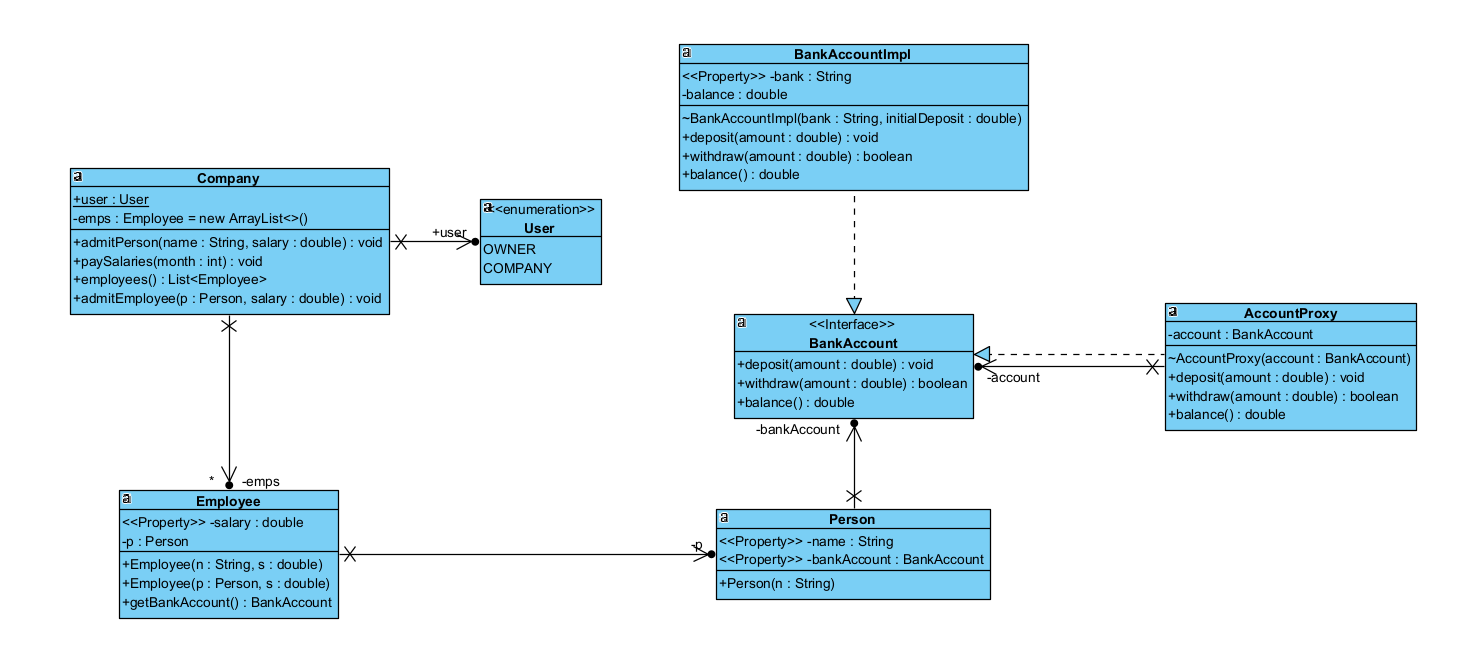 BankAccountImpl
<<Property>> -bank : String
-balance : double
~BankAccountImpl(bank : String, initialDeposit : double)
+deposit(amount : double) : void
+withdraw(amount : double) : boolean
+balance() : double
Company
+user : User
-emps : Employee = new ArrayList<>()
+admitPerson(name : String, salary : double) : void
+paySalaries(month : int) : void
+employees() : List<Employee>
+admitEmployee(p : Person, salary : double) : void
+user
<<enumeration>>
User
OWNER
COMPANY
<<Interface>>
BankAccount
+deposit(amount : double) : void
+withdraw(amount : double) : boolean
+balance() : double
-account
AccountProxy
-account : BankAccount
~AccountProxy(account : BankAccount)
+deposit(amount : double) : void
+withdraw(amount : double) : boolean
+balance() : double
-bankAccount
* -emps
Employee
<<Property>> -salary : double
-p : Person
+Employee(n : String, s : double)
+Employee(p : Person, s : double)
+getBankAccount() : BankAccount
-p
Person
<<Property>> -name : String
<<Property>> -bankAccount : BankAccount
+Person(n : String)